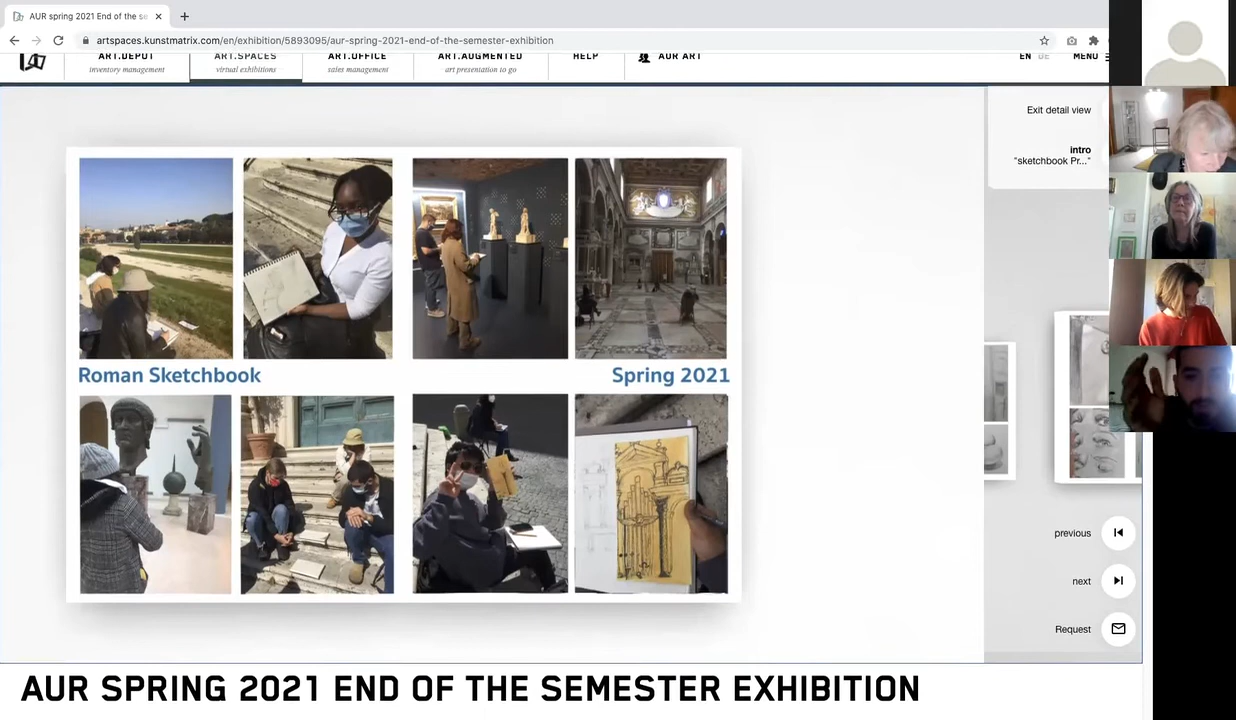 AUR spring 2021 End of the se
artspaces.kunstmatrix.com/en/exhibition/5893095/aur-spring-2021-end-of-the-semester-exhibition
ART.DEPOT
inventory management
ART.SPACES
virtual exhibitions
ART.OFFICE
sales management
ART.AUGMENTED
art presentation to go
HELP
AUR ART
EN DE
MENU
Exit detail view
intro
"sketchbook Pr..."
Roman Sketchbook
Spring 2021
previous
next
Request
AUR SPRING 2021 END OF THE SEMESTER EXHIBITION